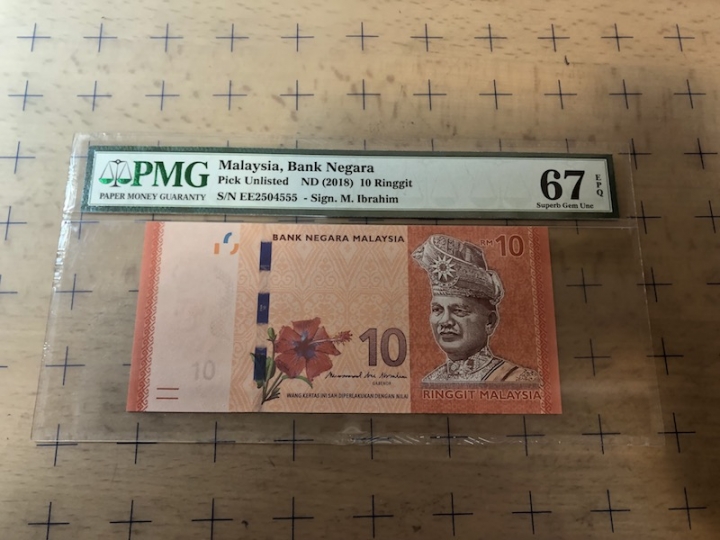 PMG
PAPER MONEY GUARANTY
Malaysia, Bank Negara
Pick Unlisted ND (2018) 10 Ringgit
S/N EE2504555 - Sign. M. Ibrahim
67
EPQ
Superb Gem Unc
BANK NEGARA MALAYSIA
RM 10
10
10
GABENOR
WANG KERTAS INI SAH DIPERLAKUKAN DENGAN NILAI
RINGGIT MALAYSIA